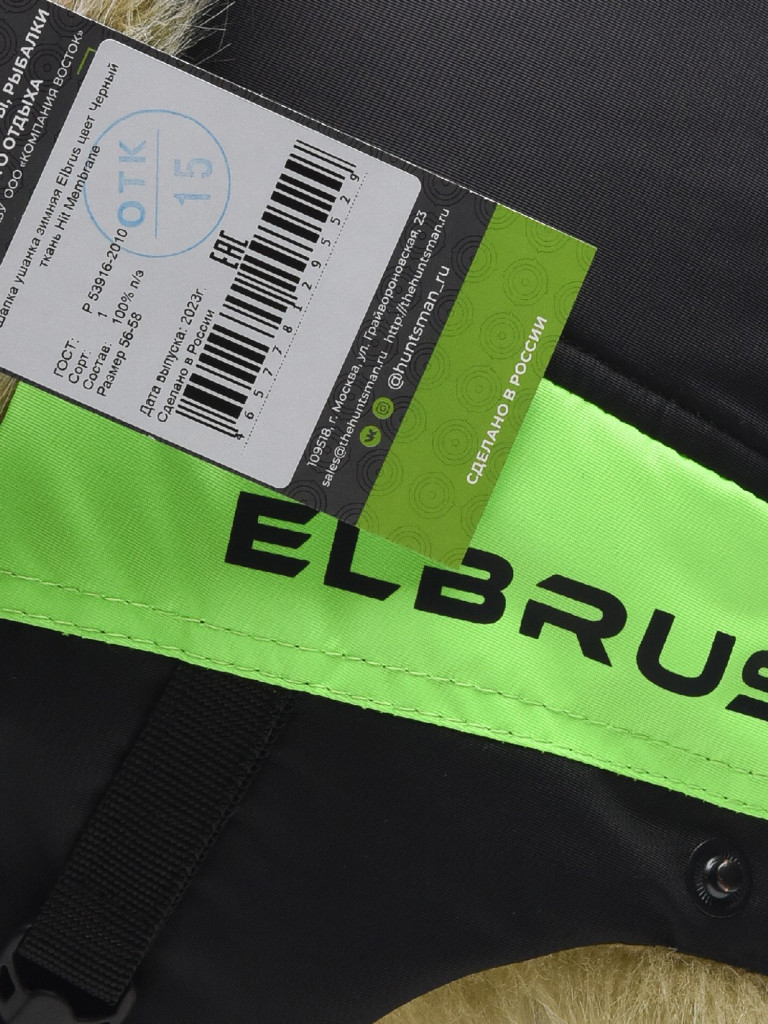 РЫБАЛКИ
ОТДЫХА
ООО «КОМПАНИЯ ВОСТОК»
шапка ушанка зимняя Elbrus цвет Черный
ткань Hit Membrane
ОТК
15
ГОСТ: Р 53916-2010
Сорт: 1
Состав: 100% п/э
Размер 56-58
Дата выпуска: 2023г.
Сделано в России
EAC
4 657781 295529
109518, г. Москва, ул. Грайвороновская, 23
sales@thehuntsman.ru http://thehuntsman.ru
@huntsman_ru
СДЕЛАНО В РОССИИ
ELBRUS